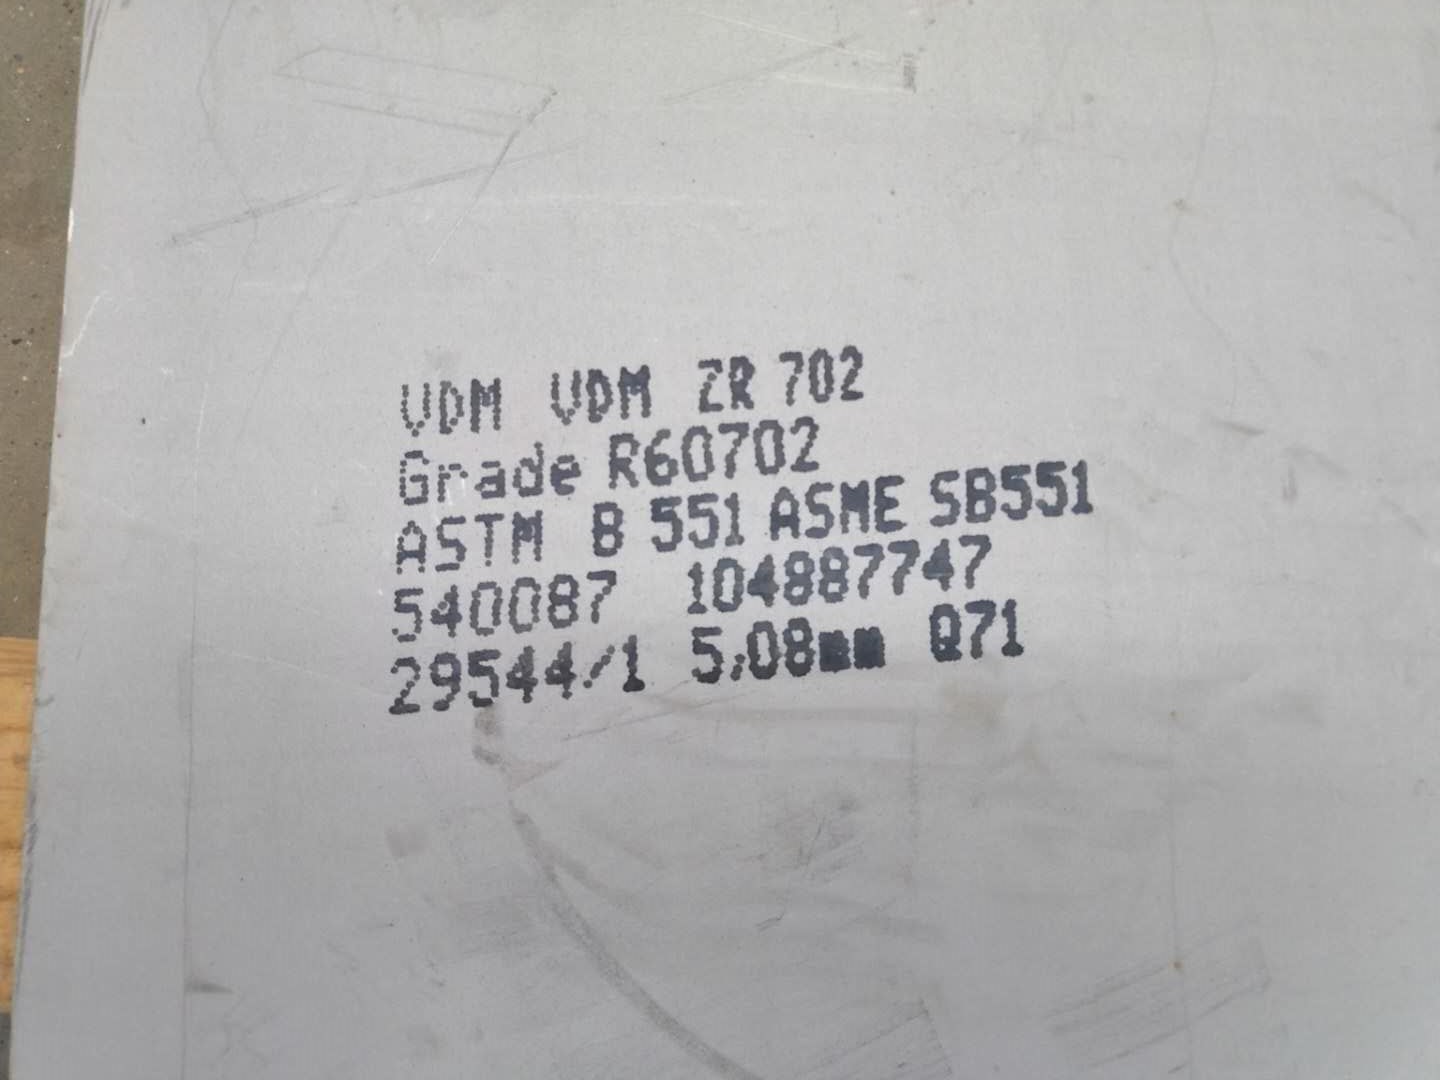 VDM VDM ZR 702
Grade R60702
ASTM B 551 ASME SB551
540087 104887747
29544/1 5,08mm Q71